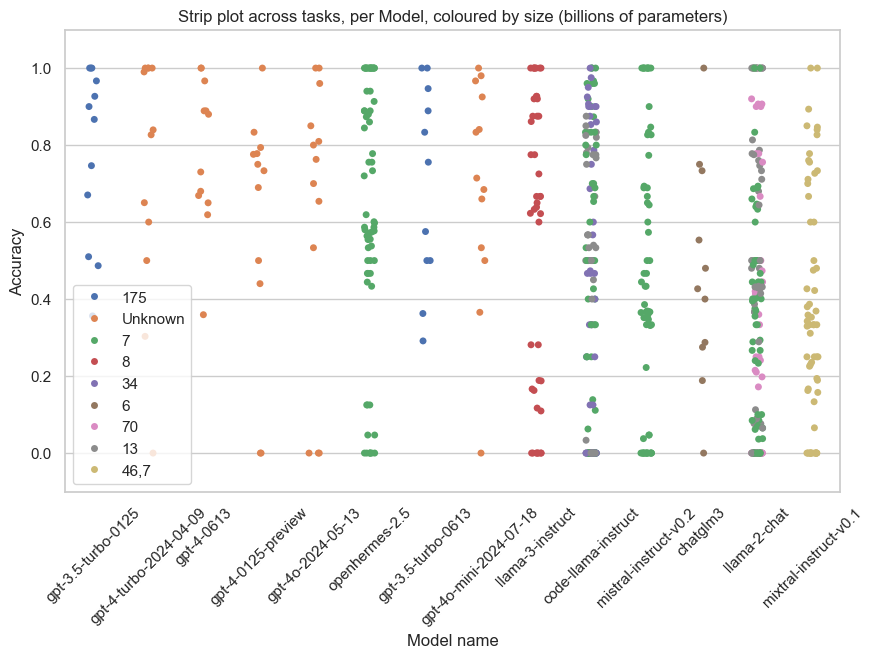 Strip plot across tasks, per Model, coloured by size (billions of parameters)
1.0
0.8
0.6
0.4
0.2
0.0
Accuracy
175
Unknown
7
8
34
6
70
13
46,7
gpt-3.5-turbo-0125
gpt-4-turbo-2024-04-09
gpt-4-0613
gpt-4-0125-preview
gpt-4o-2024-05-13
openhermes-2.5
gpt-3.5-turbo-0613
gpt-4o-mini-2024-07-18
llama-3-instruct
code-llama-instruct
mistral-instruct-v0.2
chatglm3
llama-2-chat
mixtral-instruct-v0.1
Model name